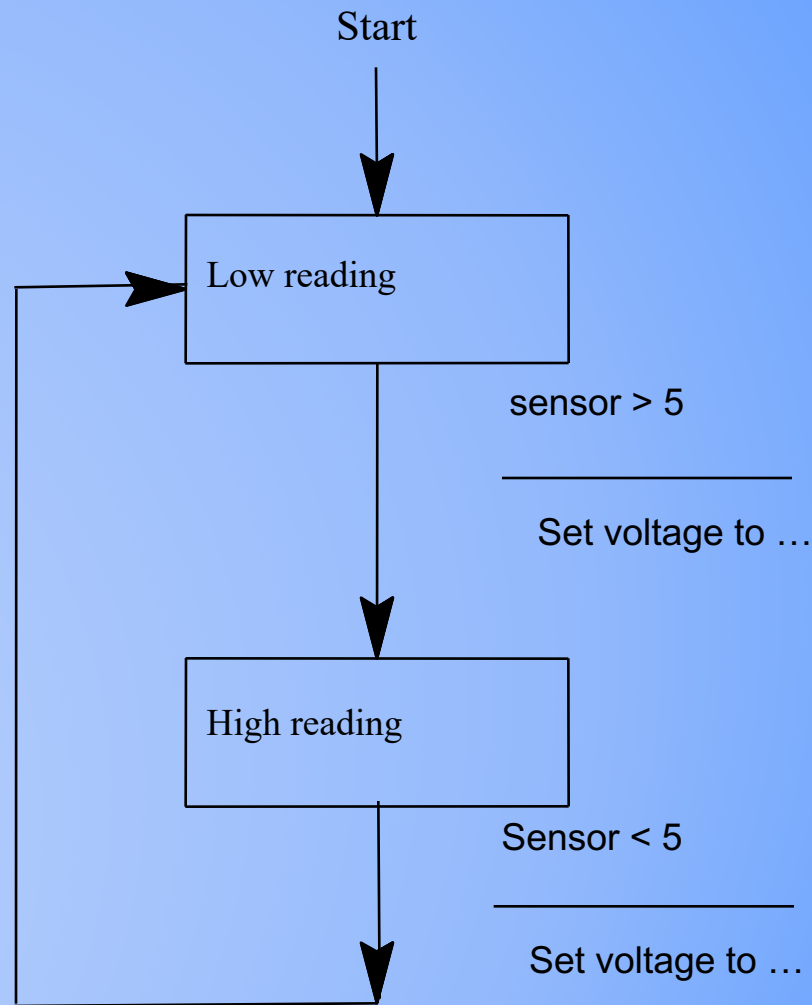 Start
Low reading
sensor > 5
Set voltage to …
High reading
Sensor < 5
Set voltage to …